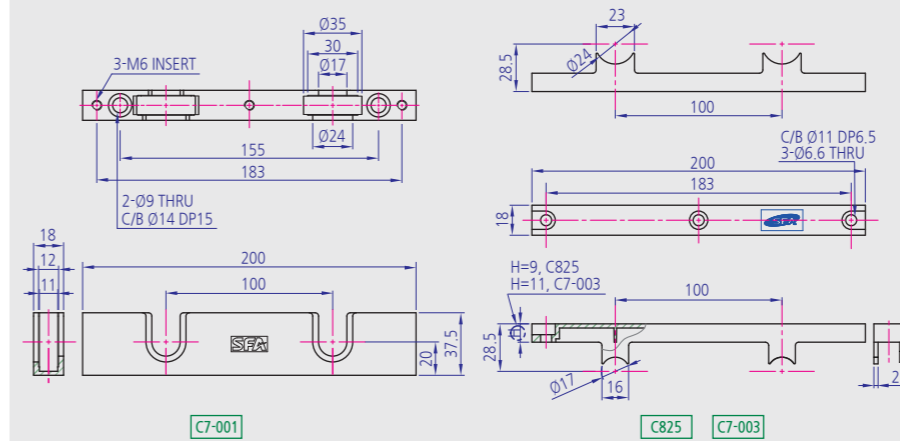 Ø35
30
Ø17
3-M6 INSERT
Ø24
155
183
2-Ø9 THRU
C/B Ø14 DP15
18
12
11
200
100
SFA
37.5
20
C7-001
23
Ø24
28.5
100
C/B Ø11 DP6.5
3-Ø6.6 THRU
200
183
18
SFA
H=9, C825
H=11, C7-003
100
28.5
H
Ø17
16
2
C825
C7-003